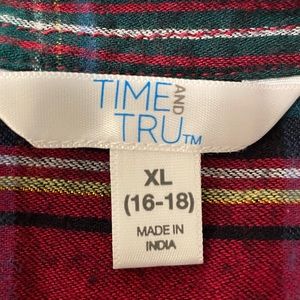 TIME AND
TRU™
XL
(16-18)
MADE IN
INDIA